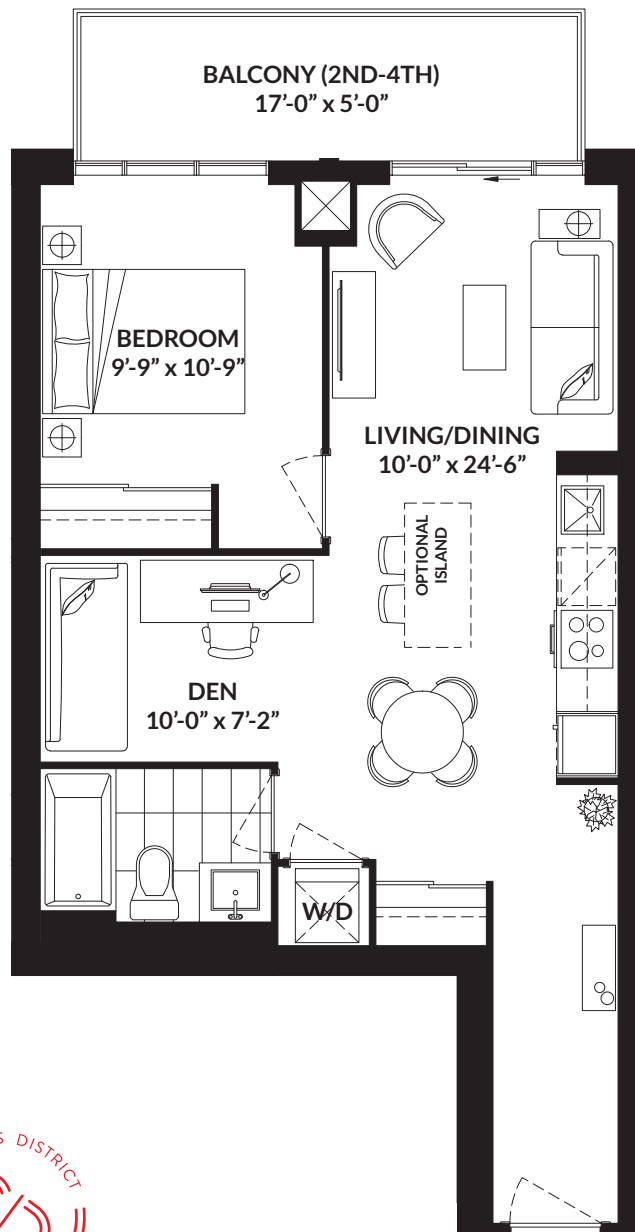 BALCONY (2ND-4TH)
17'-0” x 5'-0”
BEDROOM
9'-9” x 10'-9”
LIVING/DINING
10'-0” x 24'-6”
OPTIONAL
ISLAND
DEN
10'-0” x 7'-2”
W/D
DISTRICT